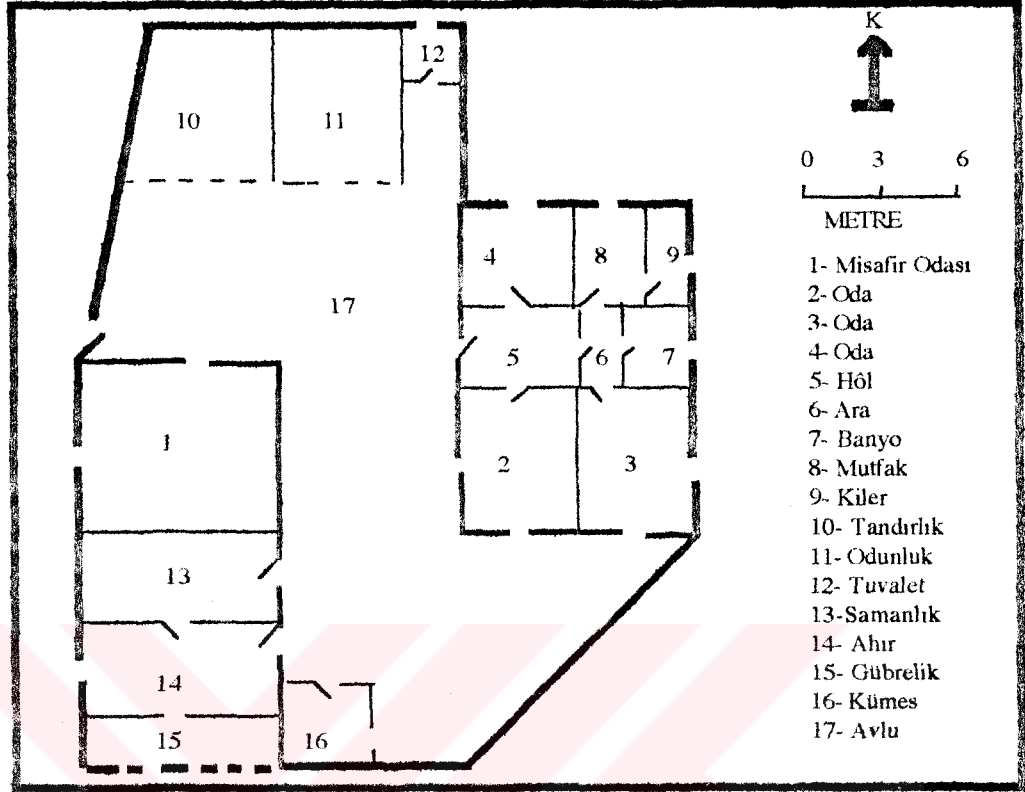 K
12
10
11
0 3 6
METRE
4
8
9
17
5
6
7
1
2
3
13
14
15
16
1- Misafir Odası
2- Oda
3- Oda
4- Oda
5- Hôl
6- Ara
7- Banyo
8- Mutfak
9- Kiler
10- Tandırlık
11- Odunluk
12- Tuvalet
13-Samanlık
14- Ahır
15- Gübrelik
16- Kümes
17- Avlu